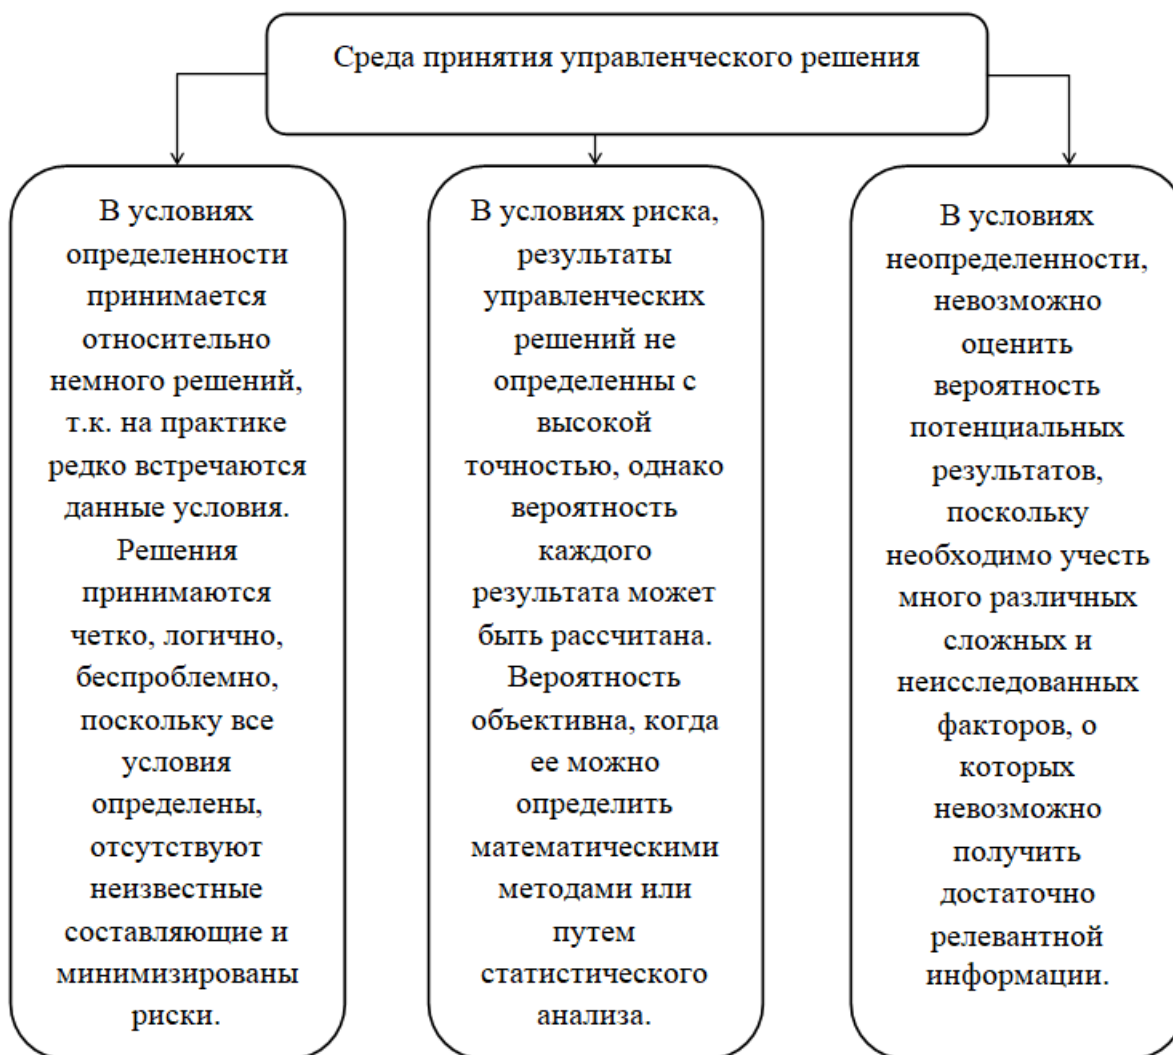 Среда принятия управленческого решения
В условиях
определенности
принимается
относительно
немного решений,
т.к. на практике
редко встречаются
данные условия.
Решения
принимаются
четко, логично,
беспроблемно,
поскольку все
условия
определены,
отсутствуют
неизвестные
составляющие и
минимизированы
риски.
В условиях риска,
результаты
управленческих
решений не
определенны с
высокой
точностью, однако
вероятность
каждого
результата может
быть рассчитана.
Вероятность
объективна, когда
ее можно
определить
математическими
методами или
путем
статистического
анализа.
В условиях
неопределенности,
невозможно
оценить
вероятность
потенциальных
результатов,
поскольку
необходимо учесть
много различных
сложных и
неисследованных
факторов, о
которых
невозможно
получить
достаточно
релевантной
информации.